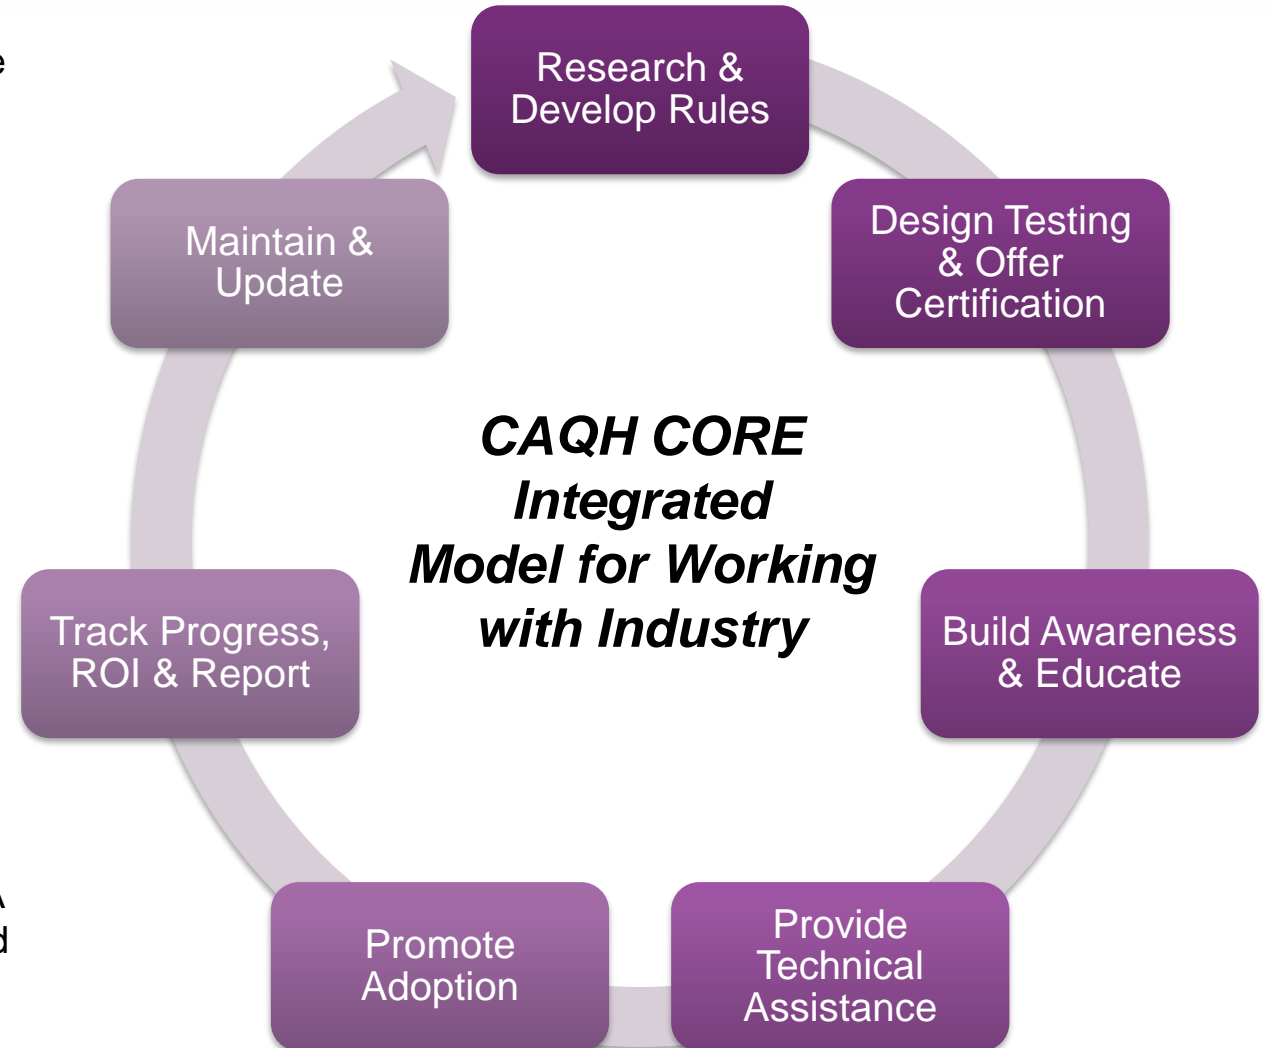 Research &
Develop Rules
Design Testing
& Offer
Certification
Build Awareness
& Educate
Provide
Technical
Assistance
Promote
Adoption
Track Progress,
ROI & Report
Maintain &
Update
CAQH CORE
Integrated
Model for Working
with Industry